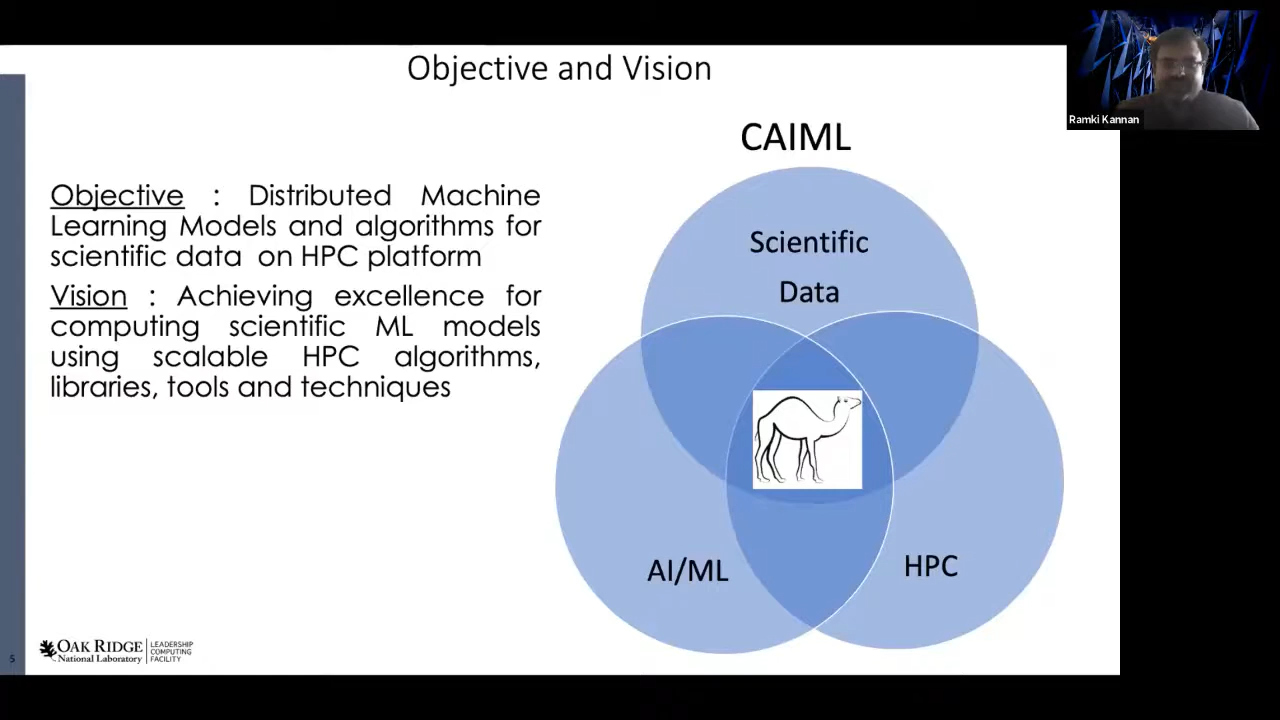 Objective and Vision
Ramki Kannan
CAIML
Objective : Distributed Machine
Learning Models and algorithms for
scientific data on HPC platform
Vision : Achieving excellence for
computing scientific ML models
using scalable HPC algorithms,
libraries, tools and techniques
Scientific
Data
AI/ML
HPC
5
OAK RIDGE
National Laboratory
LEADERSHIP
COMPUTING
FACILITY